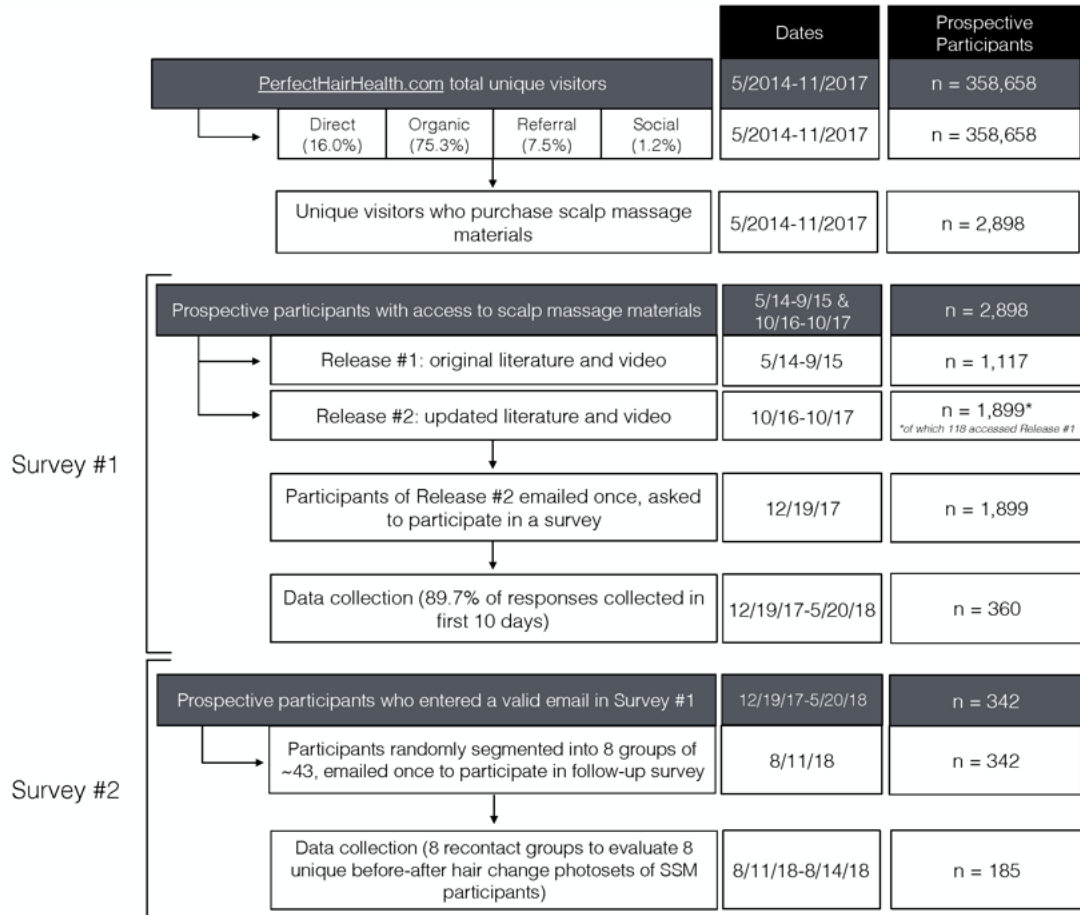 Dates
Prospective
Participants
PerfectHairHealth.com total unique visitors
5/2014-11/2017
n = 358,658
Direct
(16.0%)
Organic
(75.3%)
Referral
(7.5%)
Social
(1.2%)
5/2014-11/2017
n = 358,658
Unique visitors who purchase scalp massage
materials
5/2014-11/2017
n = 2,898
Survey #1
Prospective participants with access to scalp massage materials
5/14-9/15 &
10/16-10/17
n = 2,898
Release #1: original literature and video
5/14-9/15
n = 1,117
Release #2: updated literature and video
10/16-10/17
n = 1,899*
*of which 118 accessed Release #1
Participants of Release #2 emailed once, asked
to participate in a survey
12/19/17
n = 1,899
Data collection (89.7% of responses collected in
first 10 days)
12/19/17-5/20/18
n = 360
Survey #2
Prospective participants who entered a valid email in Survey #1
12/19/17-5/20/18
n = 342
Participants randomly segmented into 8 groups of
~43, emailed once to participate in follow-up survey
8/11/18
n = 342
Data collection (8 recontact groups to evaluate 8
unique before-after hair change photosets of SSM
participants)
8/11/18-8/14/18
n = 185